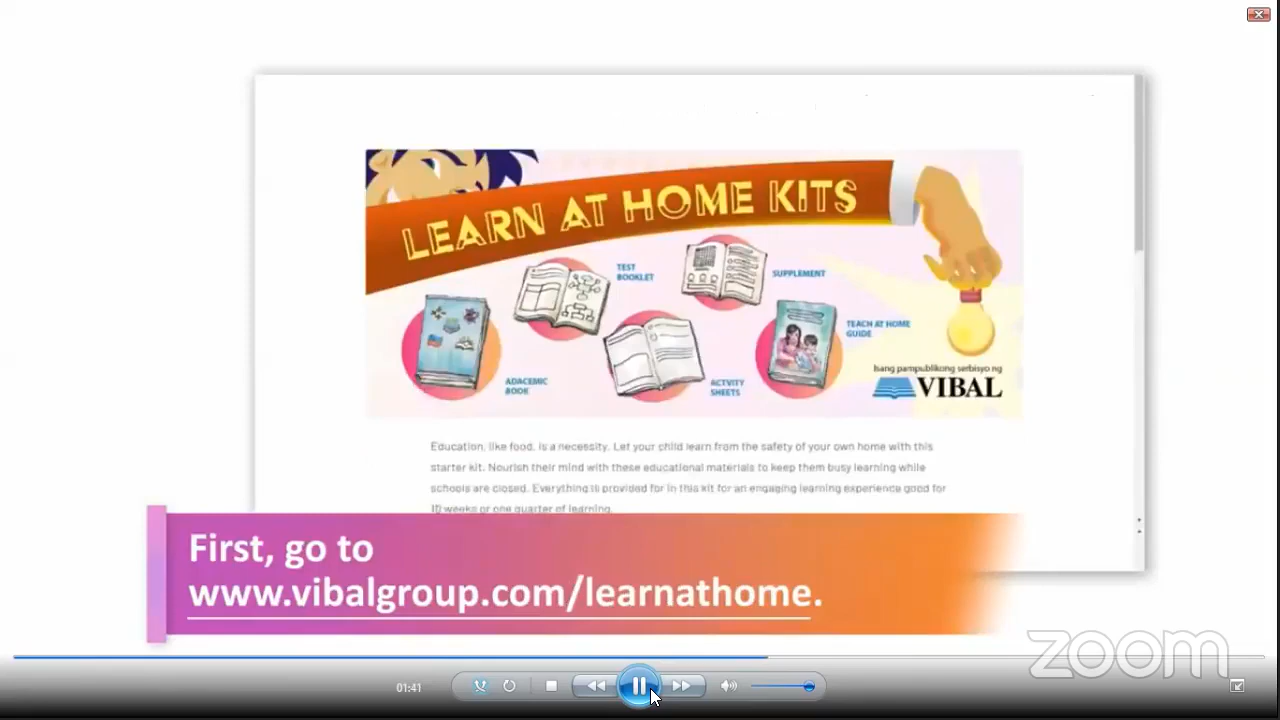 LEARN AT HOME KITS
TEST
BOOKLET
SUPPLEMENT
TEACH AT HOME
GUIDE
ADACEMIC
BOOK
ACTVITY
SHEETS
Isang pampublikong serbisyo ng
VIBAL
Education, like food, is a necessity. Let your child learn from the safety of your own home with this
starter kit. Nourish their mind with these educational materials to keep them busy learning while
schools are closed. Everything is provided for in this kit for an engaging learning experience good for
10 weeks or one quarter of learning.
First, go to
www.vibalgroup.com/learnathome.
zoom
01:41